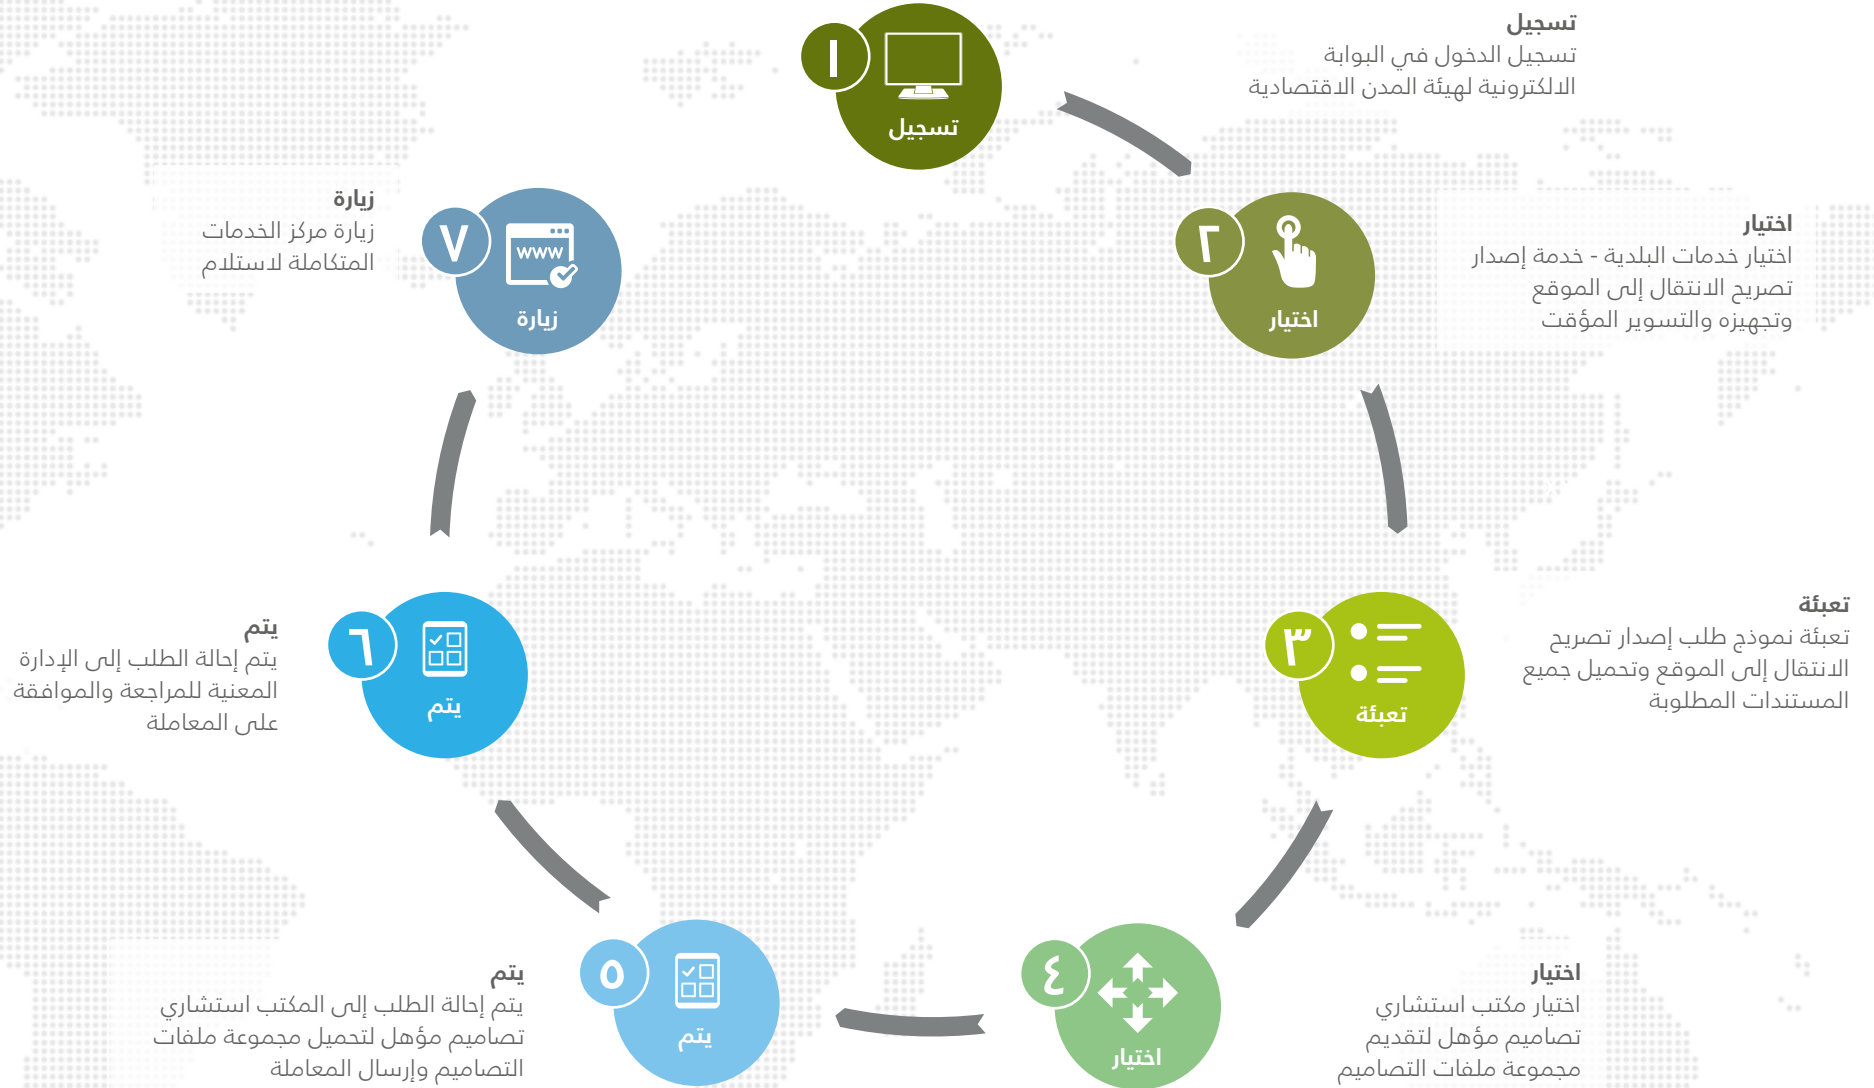 ١
تسجيل
تسجيل
تسجيل الدخول في البوابة
الالكترونية لهيئة المدن الاقتصادية
٢
اختيار
اختيار
اختيار خدمات البلدية - خدمة إصدار
تصريح الانتقال إلى الموقع
وتجهيزه والتسوير المؤقت
٣
تعبئة
تعبئة
تعبئة نموذج طلب إصدار تصريح
الانتقال إلى الموقع وتحميل جميع
المستندات المطلوبة
٤
اختيار
اختيار
اختيار مكتب استشاري
تصاميم مؤهل لتقديم
مجموعة ملفات التصاميم
٥
يتم
يتم
يتم إحالة الطلب إلى المكتب استشاري
تصاميم مؤهل لتحميل مجموعة ملفات
التصاميم وإرسال المعاملة
٦
يتم
يتم
يتم إحالة الطلب إلى الإدارة
المعنية للمراجعة والموافقة
على المعاملة
٧
www
زيارة
زيارة
زيارة مركز الخدمات
المتكاملة لاستلام